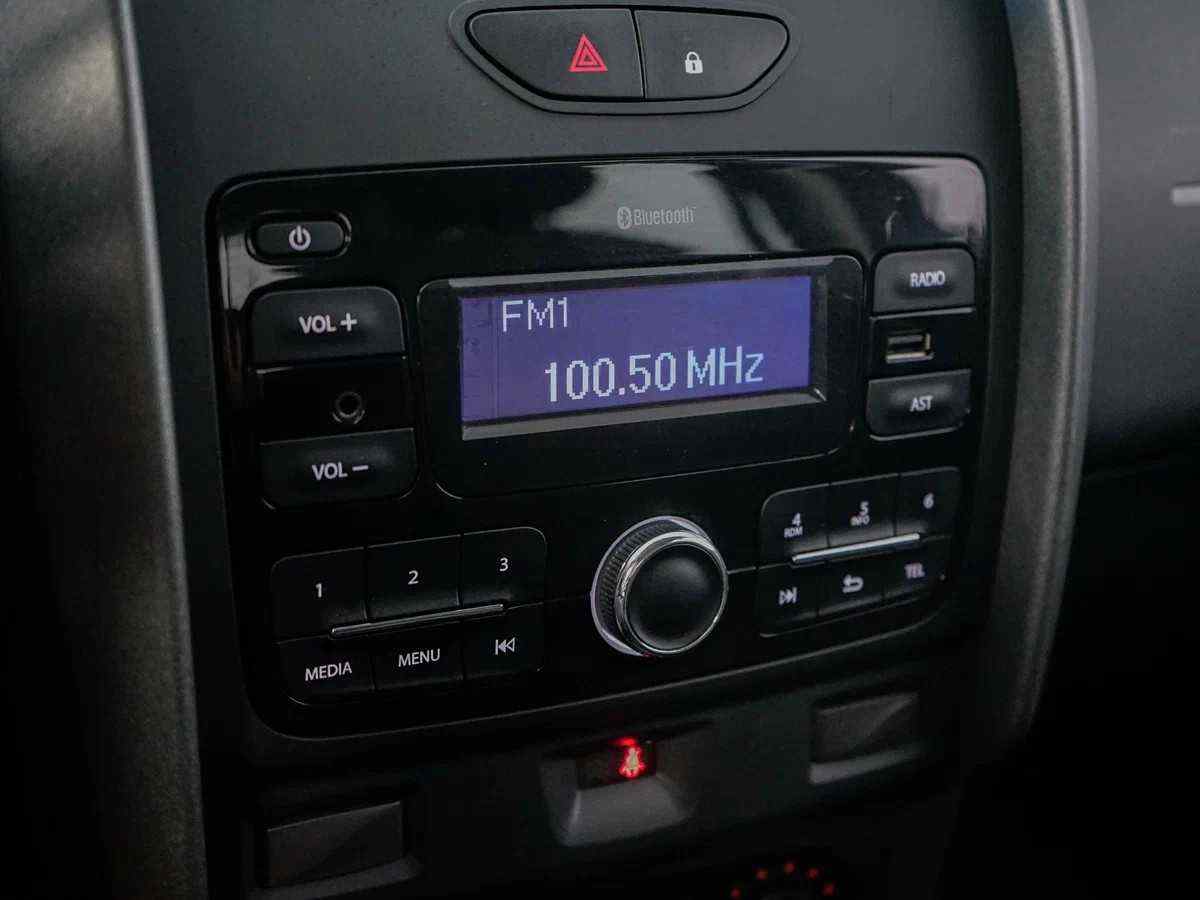 Bluetooth™
RADIO
VOL +
FM1
100.50 MHz
AST
VOL –
1
2
3
4
RDM
5
INFO
6
MEDIA
MENU
TEL